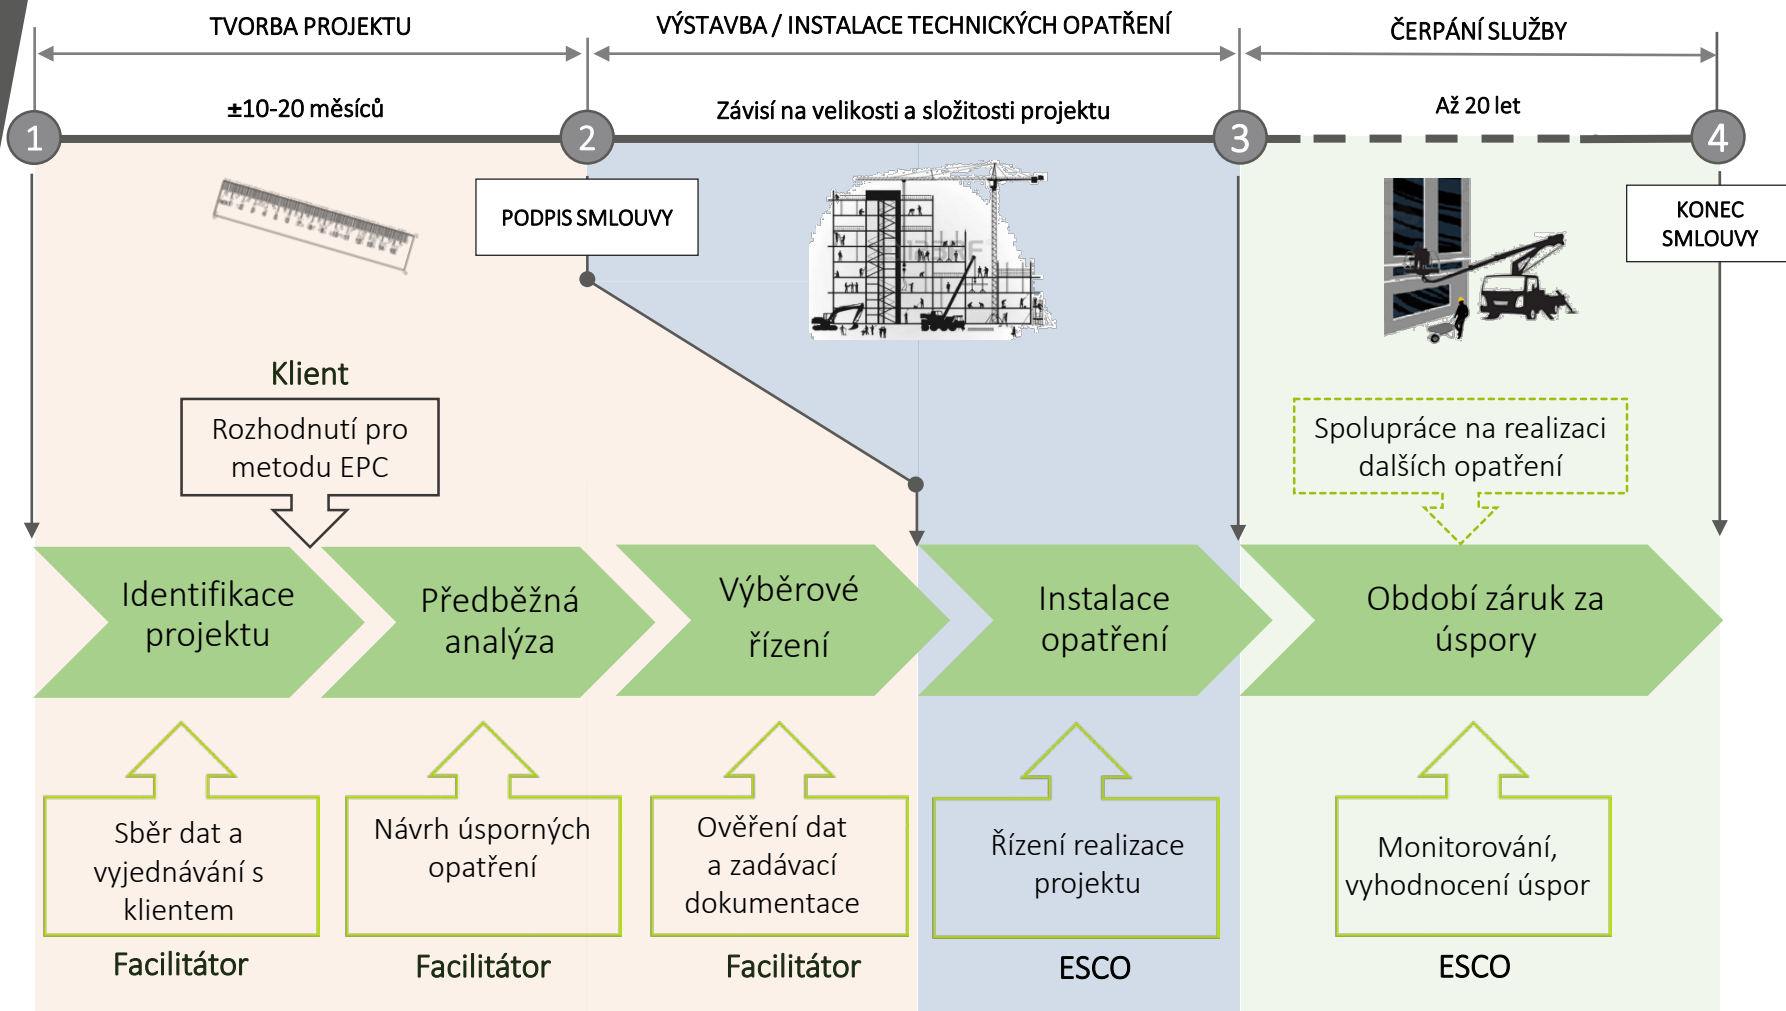 TVORBA PROJEKTU
VÝSTAVBA / INSTALACE TECHNICKÝCH OPATŘENÍ
ČERPÁNÍ SLUŽBY
±10-20 měsíců
Závisí na velikosti a složitosti projektu
Až 20 let
1
2
3
4
PODPIS SMLOUVY
KONEC
SMLOUVY
Klient
Rozhodnutí pro
metodu EPC
Spolupráce na realizaci
dalších opatření
Identifikace
projektu
Předběžná
analýza
Výběrové
řízení
Instalace
opatření
Období záruk za
úspory
Sběr dat a
vyjednávání s
klientem
Návrh úsporných
opatření
Ověření dat
a zadávací
dokumentace
Řízení realizace
projektu
Monitorování,
vyhodnocení úspor
Facilitátor
Facilitátor
Facilitátor
ESCO
ESCO